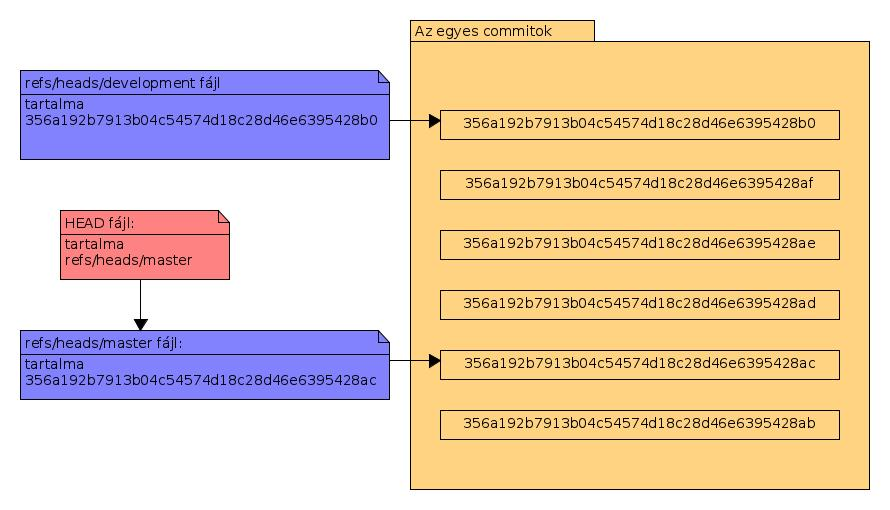 Az egyes commitok
refs/heads/development fájl
tartalma
356a192b7913b04c54574d18c28d46e6395428b0
HEAD fájl:
tartalma
refs/heads/master
refs/heads/master fájl:
tartalma
356a192b7913b04c54574d18c28d46e6395428ac
356a192b7913b04c54574d18c28d46e6395428b0
356a192b7913b04c54574d18c28d46e6395428af
356a192b7913b04c54574d18c28d46e6395428ae
356a192b7913b04c54574d18c28d46e6395428ad
356a192b7913b04c54574d18c28d46e6395428ac
356a192b7913b04c54574d18c28d46e6395428ab